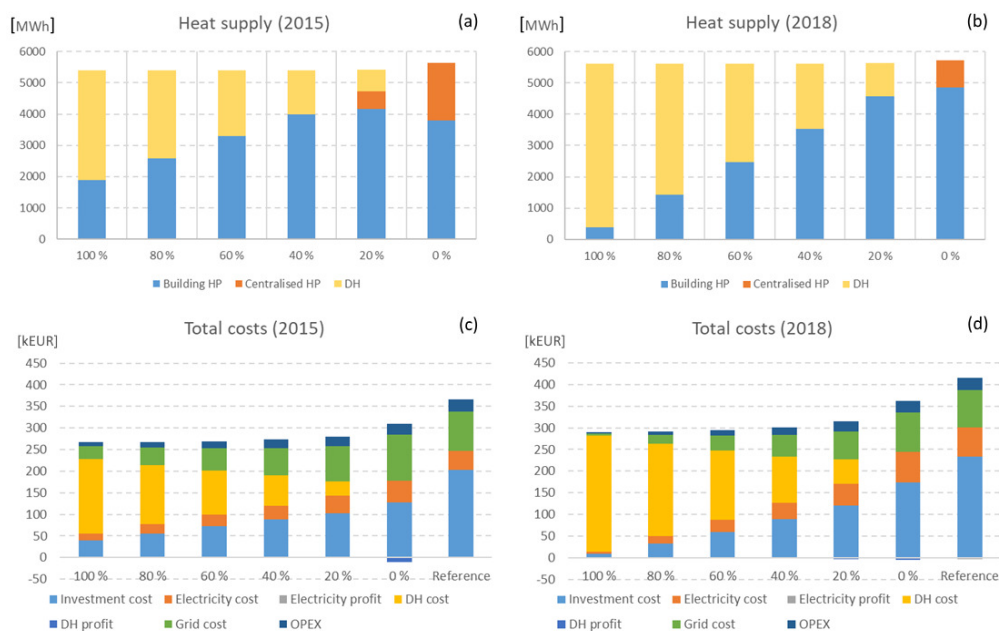 [MWh] Heat supply (2015) (a)
6000
5000
4000
3000
2000
1000
0
100 % 80 % 60 % 40 % 20 % 0 %
Building HP Centralised HP DH
[MWh] Heat supply (2018) (b)
6000
5000
4000
3000
2000
1000
0
100 % 80 % 60 % 40 % 20 % 0 %
Building HP Centralised HP DH
Total costs (2015) (c)
[kEUR]
450
400
350
300
250
200
150
100
50
0
-50
100 % 80 % 60 % 40 % 20 % 0 % Reference
Investment cost Electricity cost Electricity profit DH cost
DH profit Grid cost OPEX
Total costs (2018) (d)
[kEUR]
450
400
350
300
250
200
150
100
50
0
-50
100 % 80 % 60 % 40 % 20 % 0 % Reference
Investment cost Electricity cost Electricity profit DH cost
DH profit Grid cost OPEX